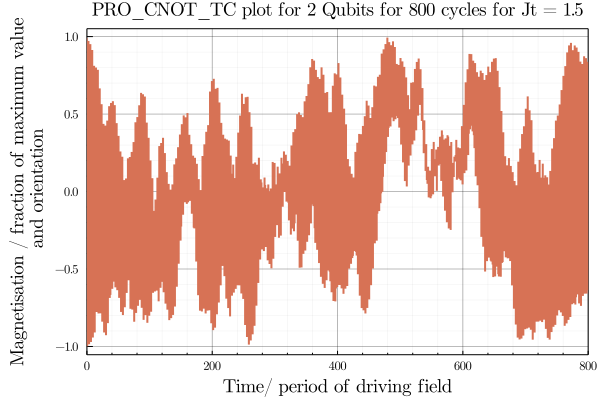 PRO_CNOT_TC plot for 2 Qubits for 800 cycles for Jt = 1.5
Magnetisation / fraction of maximum value
and orientation
1.0
0.5
0.0
−0.5
−1.0
0 200 400 600 800
Time/ period of driving field